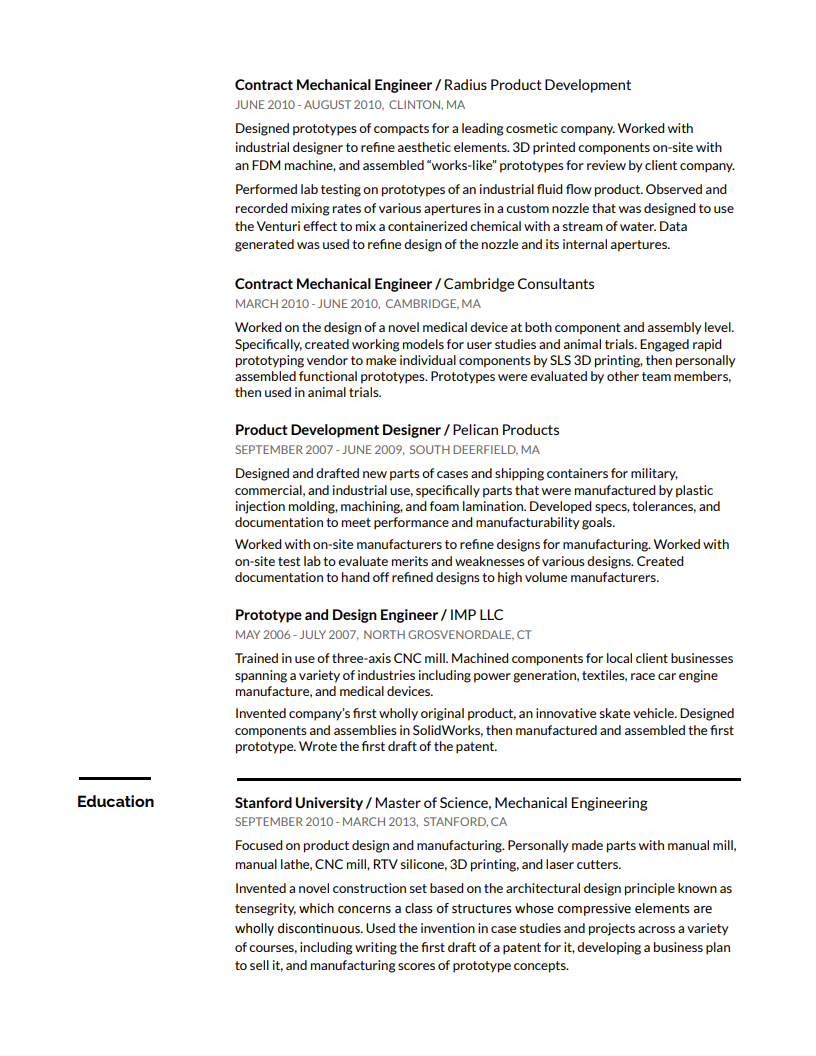 Contract Mechanical Engineer / Radius Product Development
JUNE 2010 - AUGUST 2010, CLINTON, MA
Designed prototypes of compacts for a leading cosmetic company. Worked with
industrial designer to refine aesthetic elements. 3D printed components on-site with
an FDM machine, and assembled “works-like” prototypes for review by client company.
Performed lab testing on prototypes of an industrial fluid flow product. Observed and
recorded mixing rates of various apertures in a custom nozzle that was designed to use
the Venturi effect to mix a containerized chemical with a stream of water. Data
generated was used to refine design of the nozzle and its internal apertures.
Contract Mechanical Engineer / Cambridge Consultants
MARCH 2010 - JUNE 2010, CAMBRIDGE, MA
Worked on the design of a novel medical device at both component and assembly level.
Specifically, created working models for user studies and animal trials. Engaged rapid
prototyping vendor to make individual components by SLS 3D printing, then personally
assembled functional prototypes. Prototypes were evaluated by other team members,
then used in animal trials.
Product Development Designer / Pelican Products
SEPTEMBER 2007 - JUNE 2009, SOUTH DEERFIELD, MA
Designed and drafted new parts of cases and shipping containers for military,
commercial, and industrial use, specifically parts that were manufactured by plastic
injection molding, machining, and foam lamination. Developed specs, tolerances, and
documentation to meet performance and manufacturability goals.
Worked with on-site manufacturers to refine designs for manufacturing. Worked with
on-site test lab to evaluate merits and weaknesses of various designs. Created
documentation to hand off refined designs to high volume manufacturers.
Prototype and Design Engineer / IMP LLC
MAY 2006 - JULY 2007, NORTH GROSVENORDALE, CT
Trained in use of three-axis CNC mill. Machined components for local client businesses
spanning a variety of industries including power generation, textiles, race car engine
manufacture, and medical devices.
Invented company’s first wholly original product, an innovative skate vehicle. Designed
components and assemblies in SolidWorks, then manufactured and assembled the first
prototype. Wrote the first draft of the patent.
Education
Stanford University / Master of Science, Mechanical Engineering
SEPTEMBER 2010 - MARCH 2013, STANFORD, CA
Focused on product design and manufacturing. Personally made parts with manual mill,
manual lathe, CNC mill, RTV silicone, 3D printing, and laser cutters.
Invented a novel construction set based on the architectural design principle known as
tensegrity, which concerns a class of structures whose compressive elements are
wholly discontinuous. Used the invention in case studies and projects across a variety
of courses, including writing the first draft of a patent for it, developing a business plan
to sell it, and manufacturing scores of prototype concepts.